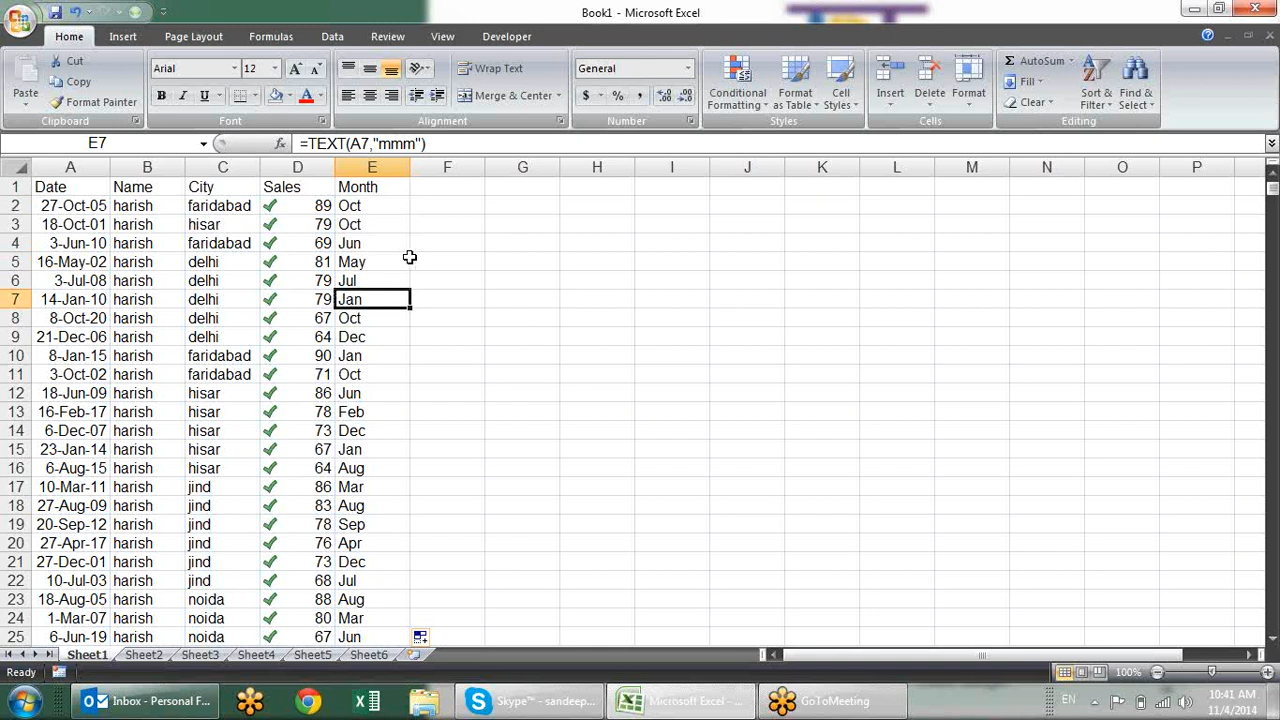 Book1 - Microsoft Excel
Home Insert Page Layout Formulas Data Review View Developer
Cut Arial 12 Wrap Text General AutoSum
Copy Fill
Paste Format Painter B I U A Merge & Center $ % , Conditional Formatting Format as Table Cell Styles Insert Delete Format Clear Sort & Filter Find & Select
Clipboard Font Alignment Number Styles Cells Editing
E7 fx =TEXT(A7,"mmm")
A B C D E F G H I J K L M N O P
1 Date Name City Sales Month
2 27-Oct-05 harish faridabad 89 Oct
3 18-Oct-01 harish hisar 79 Oct
4 3-Jun-10 harish faridabad 69 Jun
5 16-May-02 harish delhi 81 May
6 3-Jul-08 harish delhi 79 Jul
7 14-Jan-10 harish delhi 79 Jan
8 8-Oct-20 harish delhi 67 Oct
9 21-Dec-06 harish delhi 64 Dec
10 8-Jan-15 harish faridabad 90 Jan
11 3-Oct-02 harish faridabad 71 Oct
12 18-Jun-09 harish hisar 86 Jun
13 16-Feb-17 harish hisar 78 Feb
14 6-Dec-07 harish hisar 73 Dec
15 23-Jan-14 harish hisar 67 Jan
16 6-Aug-15 harish hisar 64 Aug
17 10-Mar-11 harish jind 86 Mar
18 27-Aug-09 harish jind 83 Aug
19 20-Sep-12 harish jind 78 Sep
20 27-Apr-17 harish jind 76 Apr
21 27-Dec-01 harish jind 73 Dec
22 10-Jul-03 harish jind 68 Jul
23 18-Aug-05 harish noida 88 Aug
24 1-Mar-07 harish noida 80 Mar
25 6-Jun-19 harish noida 67 Jun
Sheet1 Sheet2 Sheet3 Sheet4 Sheet5 Sheet6
Ready 100%
Inbox - Personal F... Skype™ - sandeep... Microsoft Excel - ... GoToMeeting EN 10:41 AM
11/4/2014